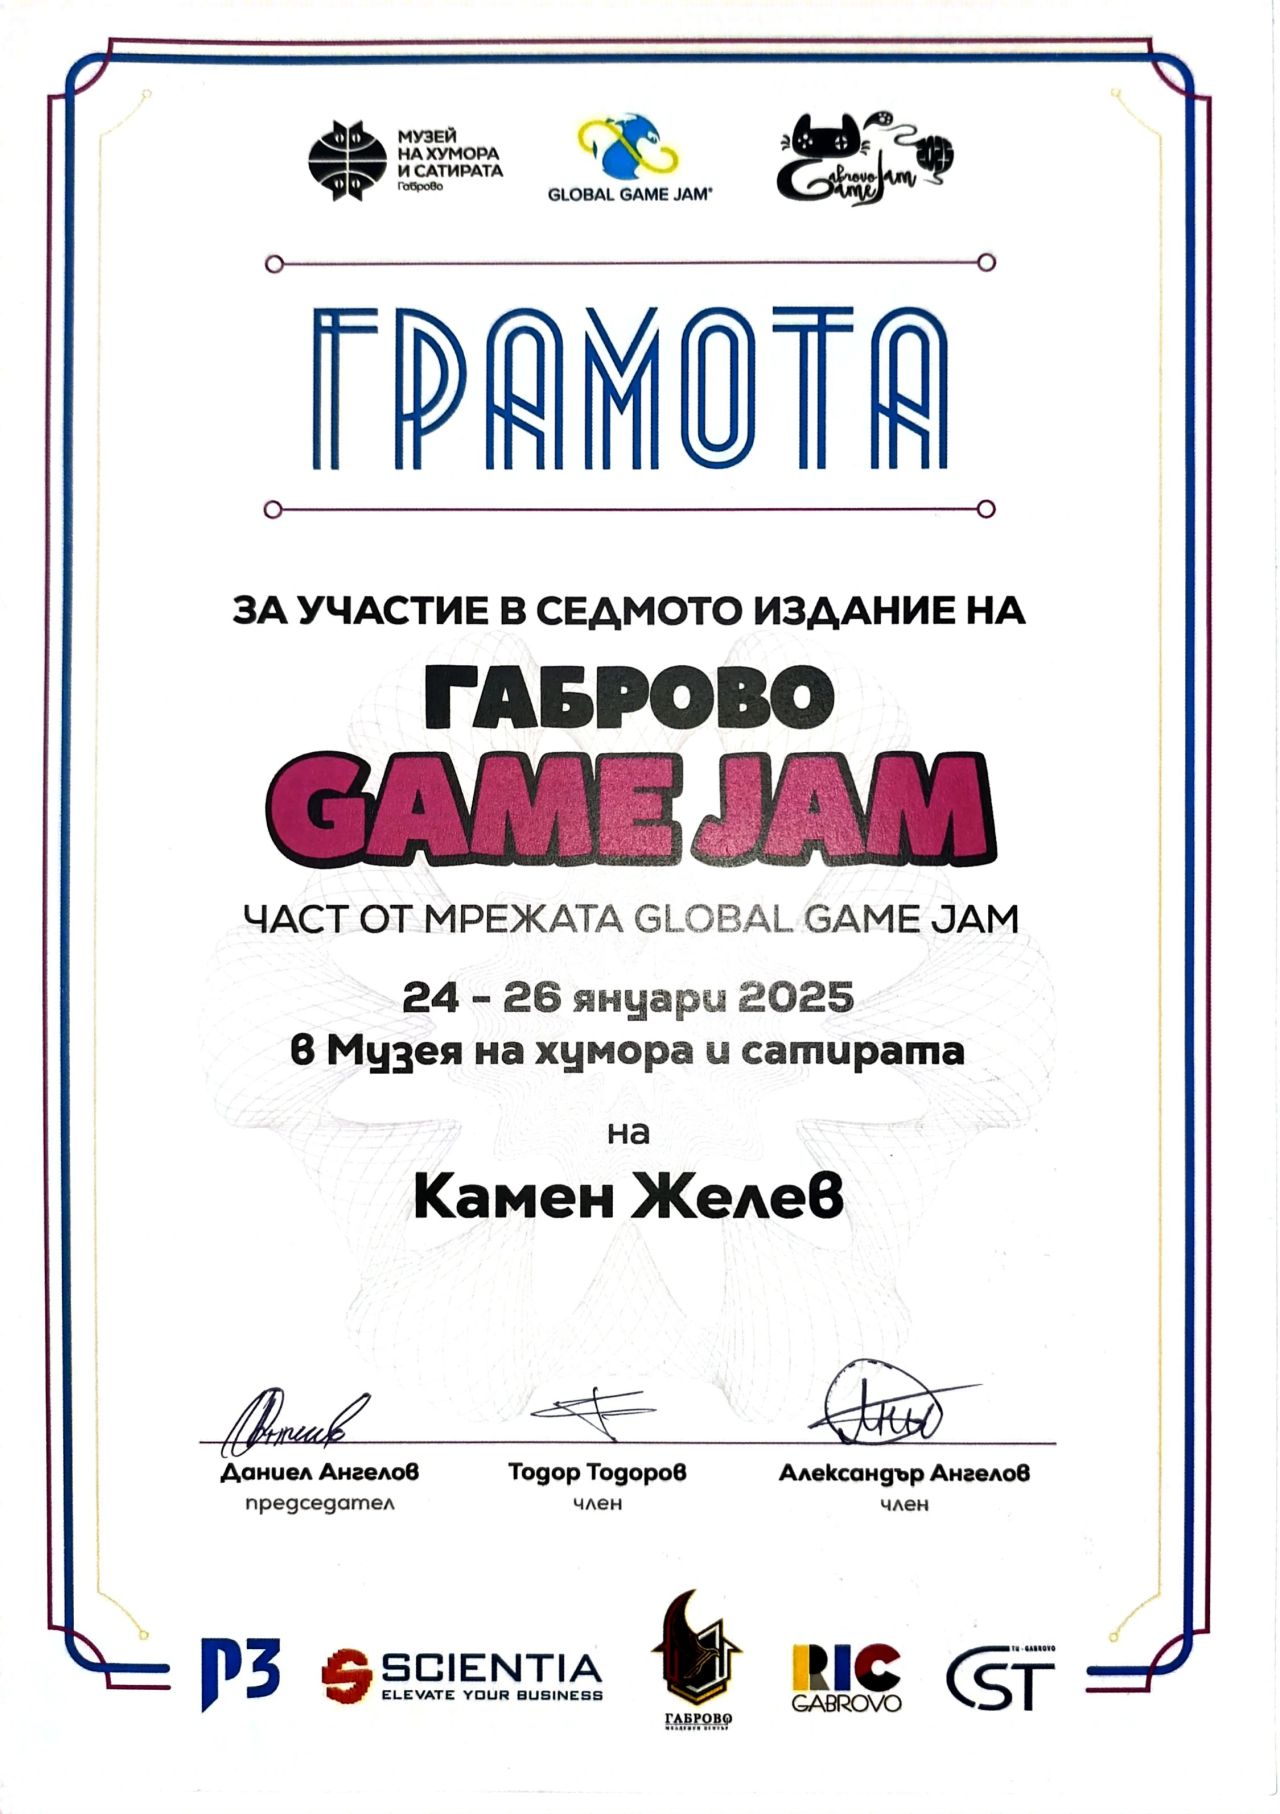 МУЗЕЙ
НА ХУМОРА
И САТИРАТА
Габрово
GLOBAL GAME JAM®
Gabrovo Game Jam 2025
ГРАМОТА
ЗА УЧАСТИЕ В СЕДМОТО ИЗДАНИЕ НА
ГАБРОВО
GAME JAM
ЧАСТ ОТ МРЕЖАТА GLOBAL GAME JAM
24 - 26 януари 2025
в Музея на хумора и сатирата
на
Камен Желев
Даниел Ангелов
председател
Тодор Тодоров
член
Александър Ангелов
член
P3
SCIENTIA
ELEVATE YOUR BUSINESS
ГАБРОВО
МЛАДЕЖКИ ЦЕНТЪР
RIC
GABROVO
TU - GABROVO
CST